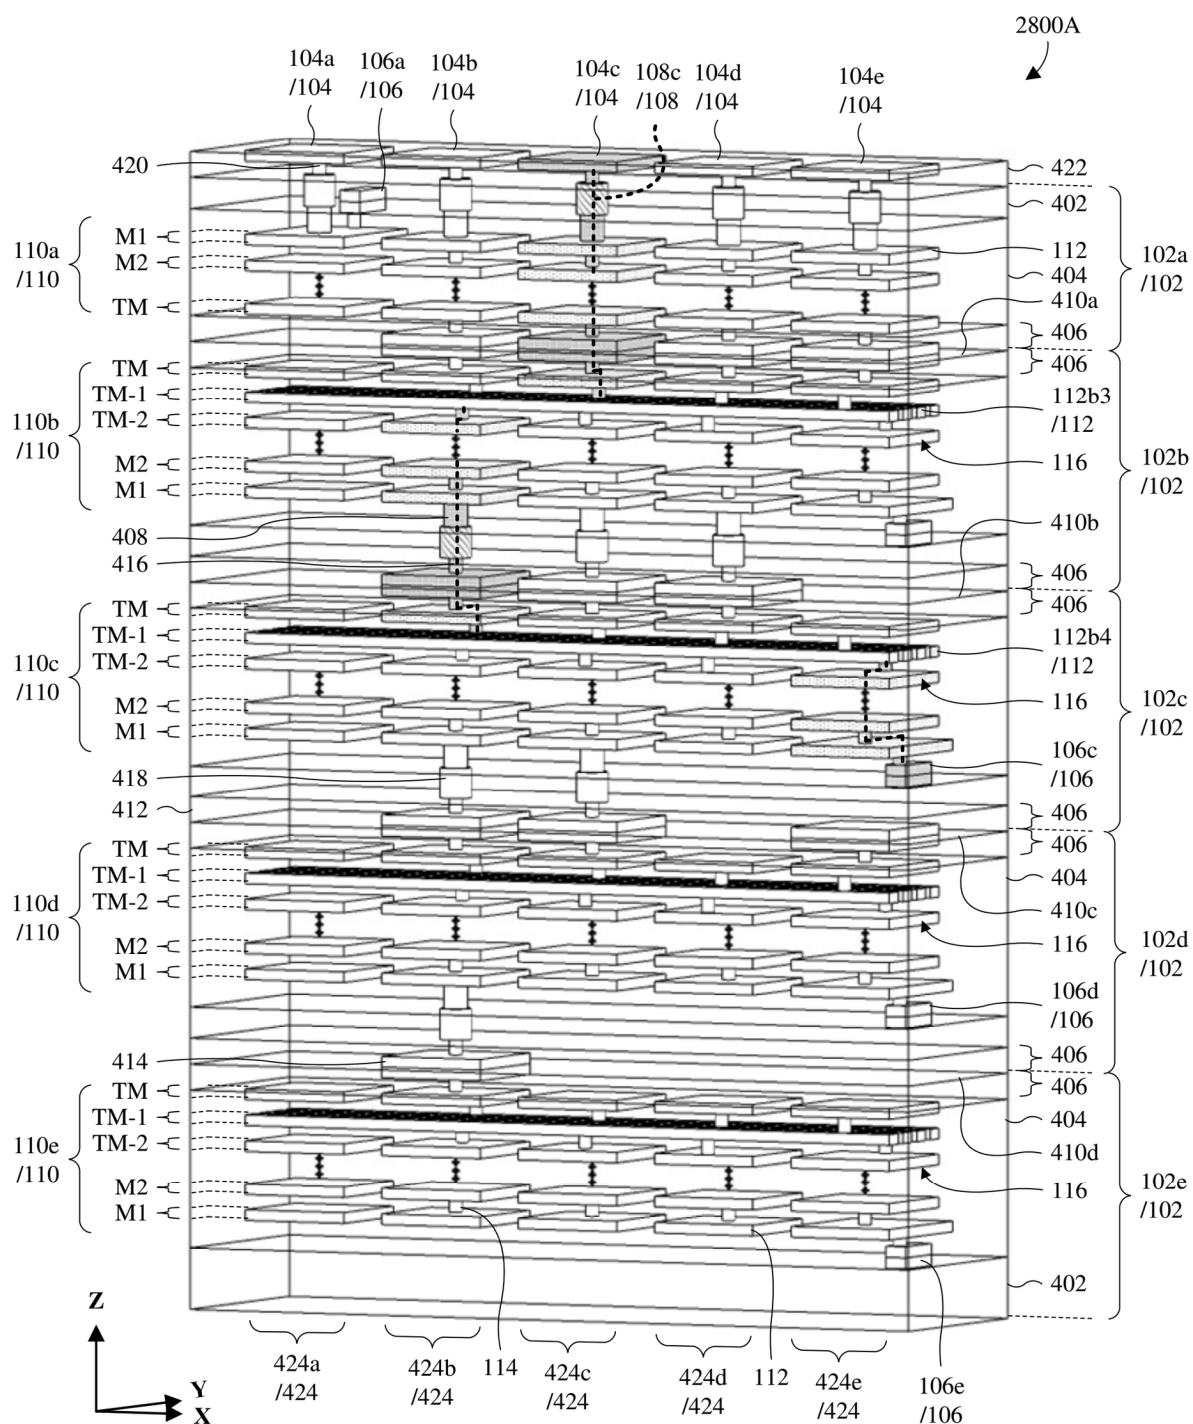 2800A
104a
/104
106a
/106
104b
/104
104c
/104
108c
/108
104d
/104
104e
/104
420
422
402
110a
/110
M1
M2
TM
112
404
410a
406
406
102a
/102
110b
/110
TM
TM-1
TM-2
M2
M1
112b3
/112
116
102b
/102
408
416
410b
406
406
110c
/110
TM
TM-1
TM-2
M2
M1
112b4
/112
116
102c
/102
106c
/106
418
412
406
406
110d
/110
TM
TM-1
TM-2
M2
M1
404
410c
116
102d
/102
106d
/106
414
406
406
110e
/110
TM
TM-1
TM-2
M2
M1
404
410d
116
102e
/102
402
Z
Y
X
424a
/424
424b
/424
114
424c
/424
424d
/424
112
424e
/424
106e
/106